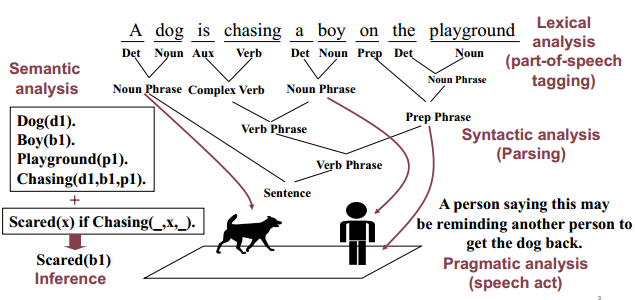 A dog is chasing a boy on the playground
Det Noun Aux Verb Det Noun Prep Det Noun
Lexical
analysis
(part-of-speech
tagging)
Semantic
analysis
Noun Phrase Complex Verb Noun Phrase Noun Phrase
Prep Phrase
Verb Phrase
Syntactic analysis
(Parsing)
Verb Phrase
Sentence
Dog(d1).
Boy(b1).
Playground(p1).
Chasing(d1,b1,p1).
+
Scared(x) if Chasing(_,x,_).
Scared(b1)
Inference
A person saying this may
be reminding another person to
get the dog back.
Pragmatic analysis
(speech act)
3